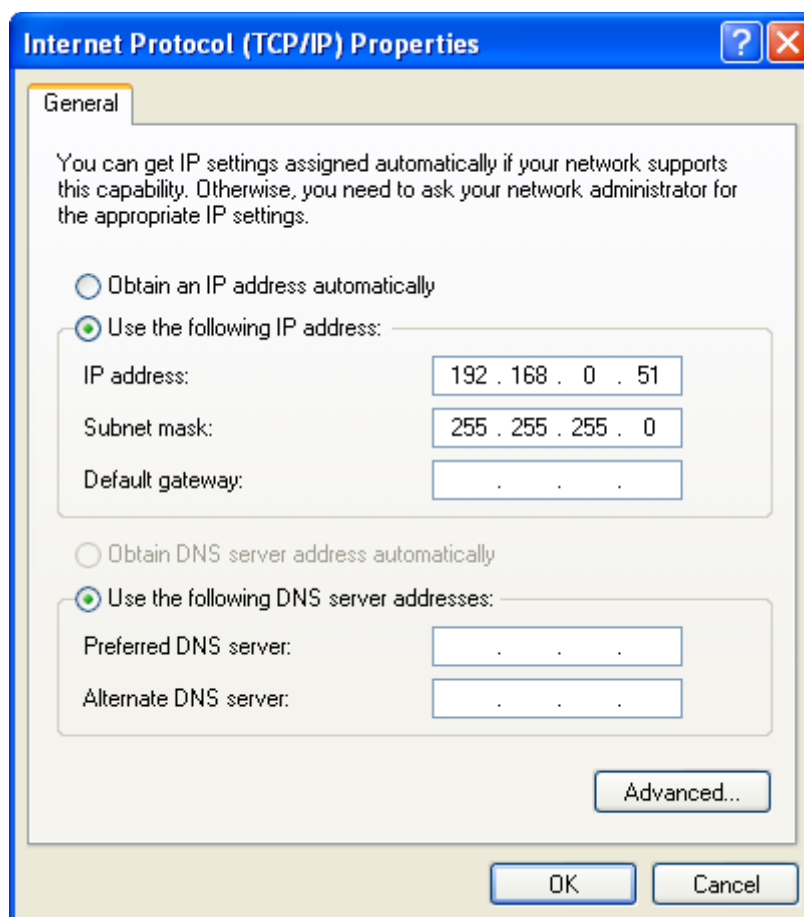 Internet Protocol (TCP/IP) Properties
General
You can get IP settings assigned automatically if your network supports
this capability. Otherwise, you need to ask your network administrator for
the appropriate IP settings.
Obtain an IP address automatically
Use the following IP address:
IP address: 192 . 168 . 0 . 51
Subnet mask: 255 . 255 . 255 . 0
Default gateway: . . .
Obtain DNS server address automatically
Use the following DNS server addresses:
Preferred DNS server: . . .
Alternate DNS server: . . .
Advanced...
OK Cancel